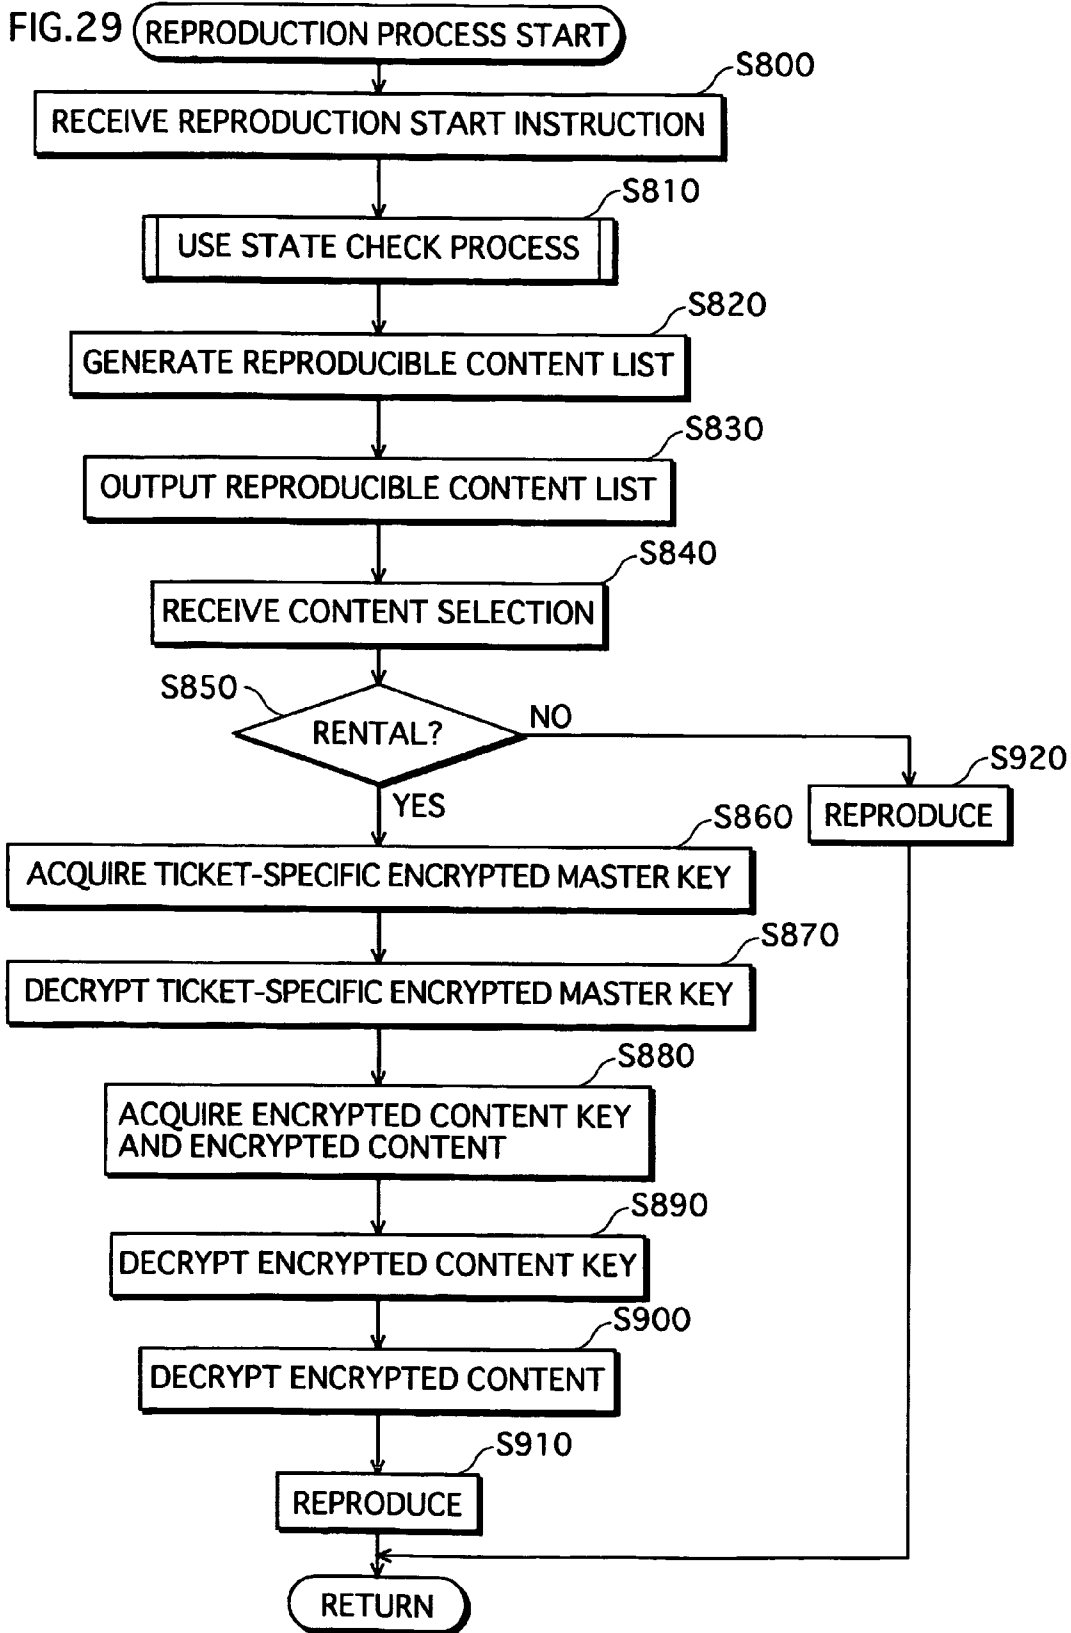 FIG.29
REPRODUCTION PROCESS START
S800
RECEIVE REPRODUCTION START INSTRUCTION
S810
USE STATE CHECK PROCESS
S820
GENERATE REPRODUCIBLE CONTENT LIST
S830
OUTPUT REPRODUCIBLE CONTENT LIST
S840
RECEIVE CONTENT SELECTION
S850
RENTAL?
NO
YES
S920
REPRODUCE
S860
ACQUIRE TICKET-SPECIFIC ENCRYPTED MASTER KEY
S870
DECRYPT TICKET-SPECIFIC ENCRYPTED MASTER KEY
S880
ACQUIRE ENCRYPTED CONTENT KEY
AND ENCRYPTED CONTENT
S890
DECRYPT ENCRYPTED CONTENT KEY
S900
DECRYPT ENCRYPTED CONTENT
S910
REPRODUCE
RETURN